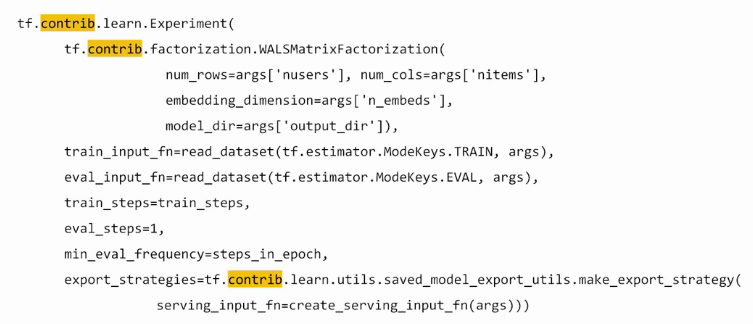 tf.contrib.learn.Experiment(
tf.contrib.factorization.WALSMatrixFactorization(
num_rows=args['nusers'], num_cols=args['nitems'],
embedding_dimension=args['n_embeds'],
model_dir=args['output_dir']),
train_input_fn=read_dataset(tf.estimator.ModeKeys.TRAIN, args),
eval_input_fn=read_dataset(tf.estimator.ModeKeys.EVAL, args),
train_steps=train_steps,
eval_steps=1,
min_eval_frequency=steps_in_epoch,
export_strategies=tf.contrib.learn.utils.saved_model_export_utils.make_export_strategy(
serving_input_fn=create_serving_input_fn(args)))